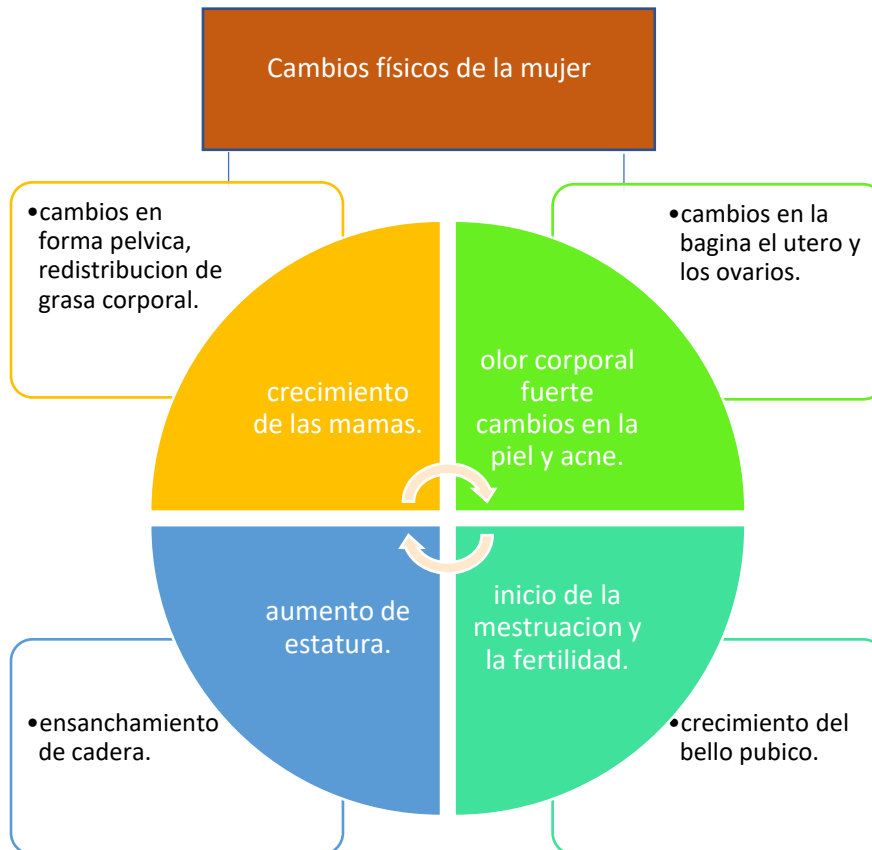 Cambios físicos de la mujer
•cambios en
forma pelvica,
redistribucion de
grasa corporal.
•cambios en la
bagina el utero y
los ovarios.
crecimiento
de las mamas.
olor corporal
fuerte
cambios en la
piel y acne.
aumento de
estatura.
inicio de la
mestruacion y
la fertilidad.
•ensanchamiento
de cadera.
•crecimiento del
bello pubico.